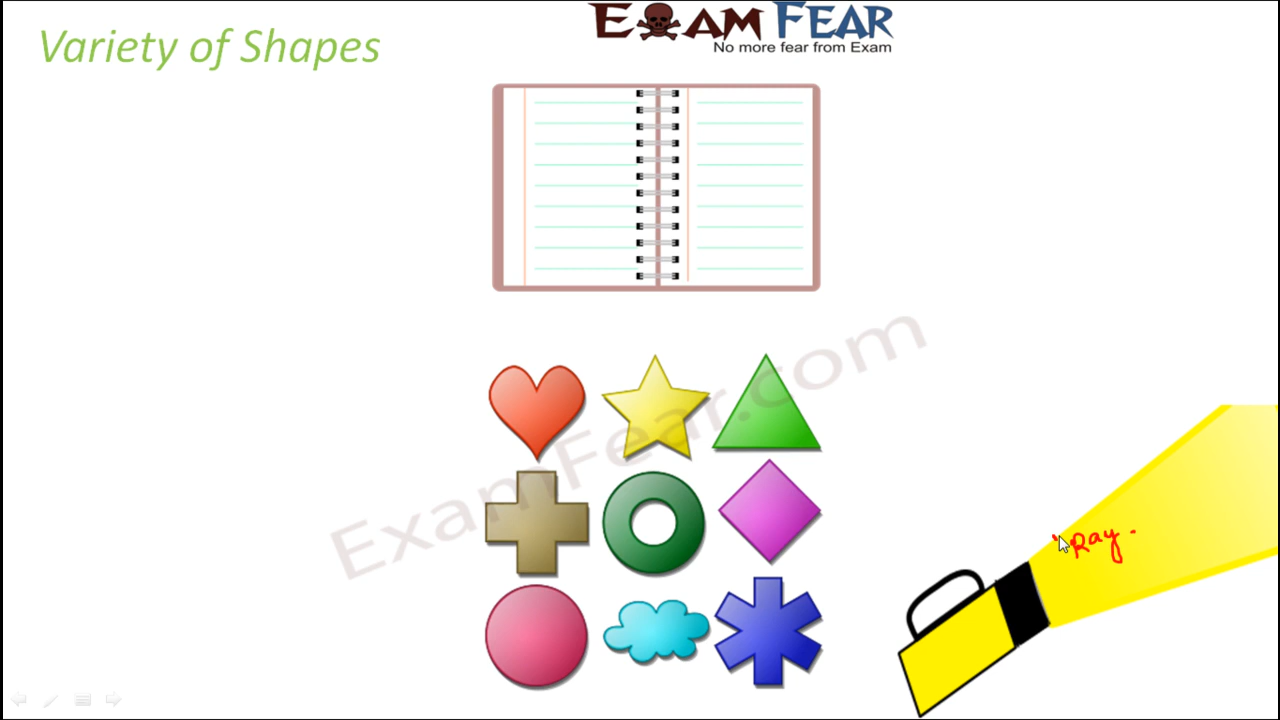 Variety of Shapes
EXAM FEAR
No more fear from Exam
ExamFear.com
Ray.